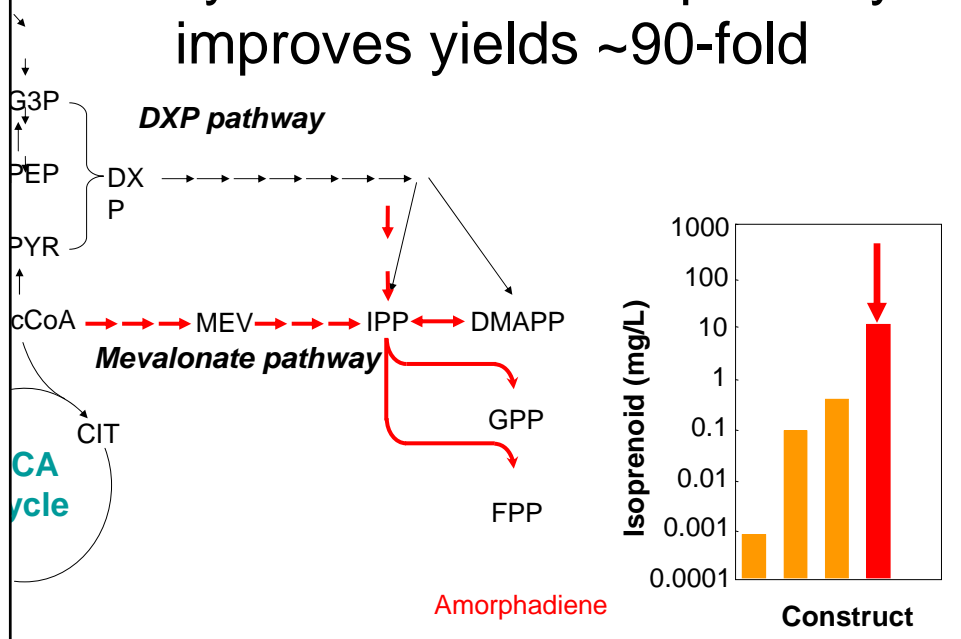 improves yields ~90-fold
G3P
DXP pathway
PEP
DX
P
PYR
cCoA
MEV
IPP
DMAPP
Mevalonate pathway
CIT
GPP
CA
ycle
FPP
Amorphadiene
Isoprenoid (mg/L)
1000
100
10
1
0.1
0.01
0.001
0.0001
Construct